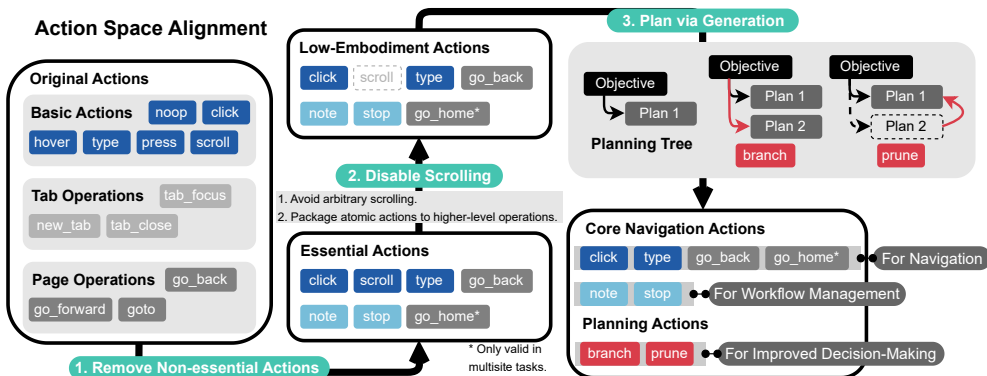 Action Space Alignment
Original Actions
Basic Actions noop click
hover type press scroll
Tab Operations tab_focus
new_tab tab_close
Page Operations go_back
go_forward goto
1. Remove Non-essential Actions
Essential Actions
click scroll type go_back
note stop go_home*
* Only valid in
multisite tasks.
2. Disable Scrolling
1. Avoid arbitrary scrolling.
2. Package atomic actions to higher-level operations.
Low-Embodiment Actions
click scroll type go_back
note stop go_home*
3. Plan via Generation
Objective
Plan 1
Planning Tree
Objective
Plan 1
Plan 2
branch
Objective
Plan 1
Plan 2
prune
Core Navigation Actions
click type go_back go_home* For Navigation
note stop For Workflow Management
Planning Actions
branch prune For Improved Decision-Making